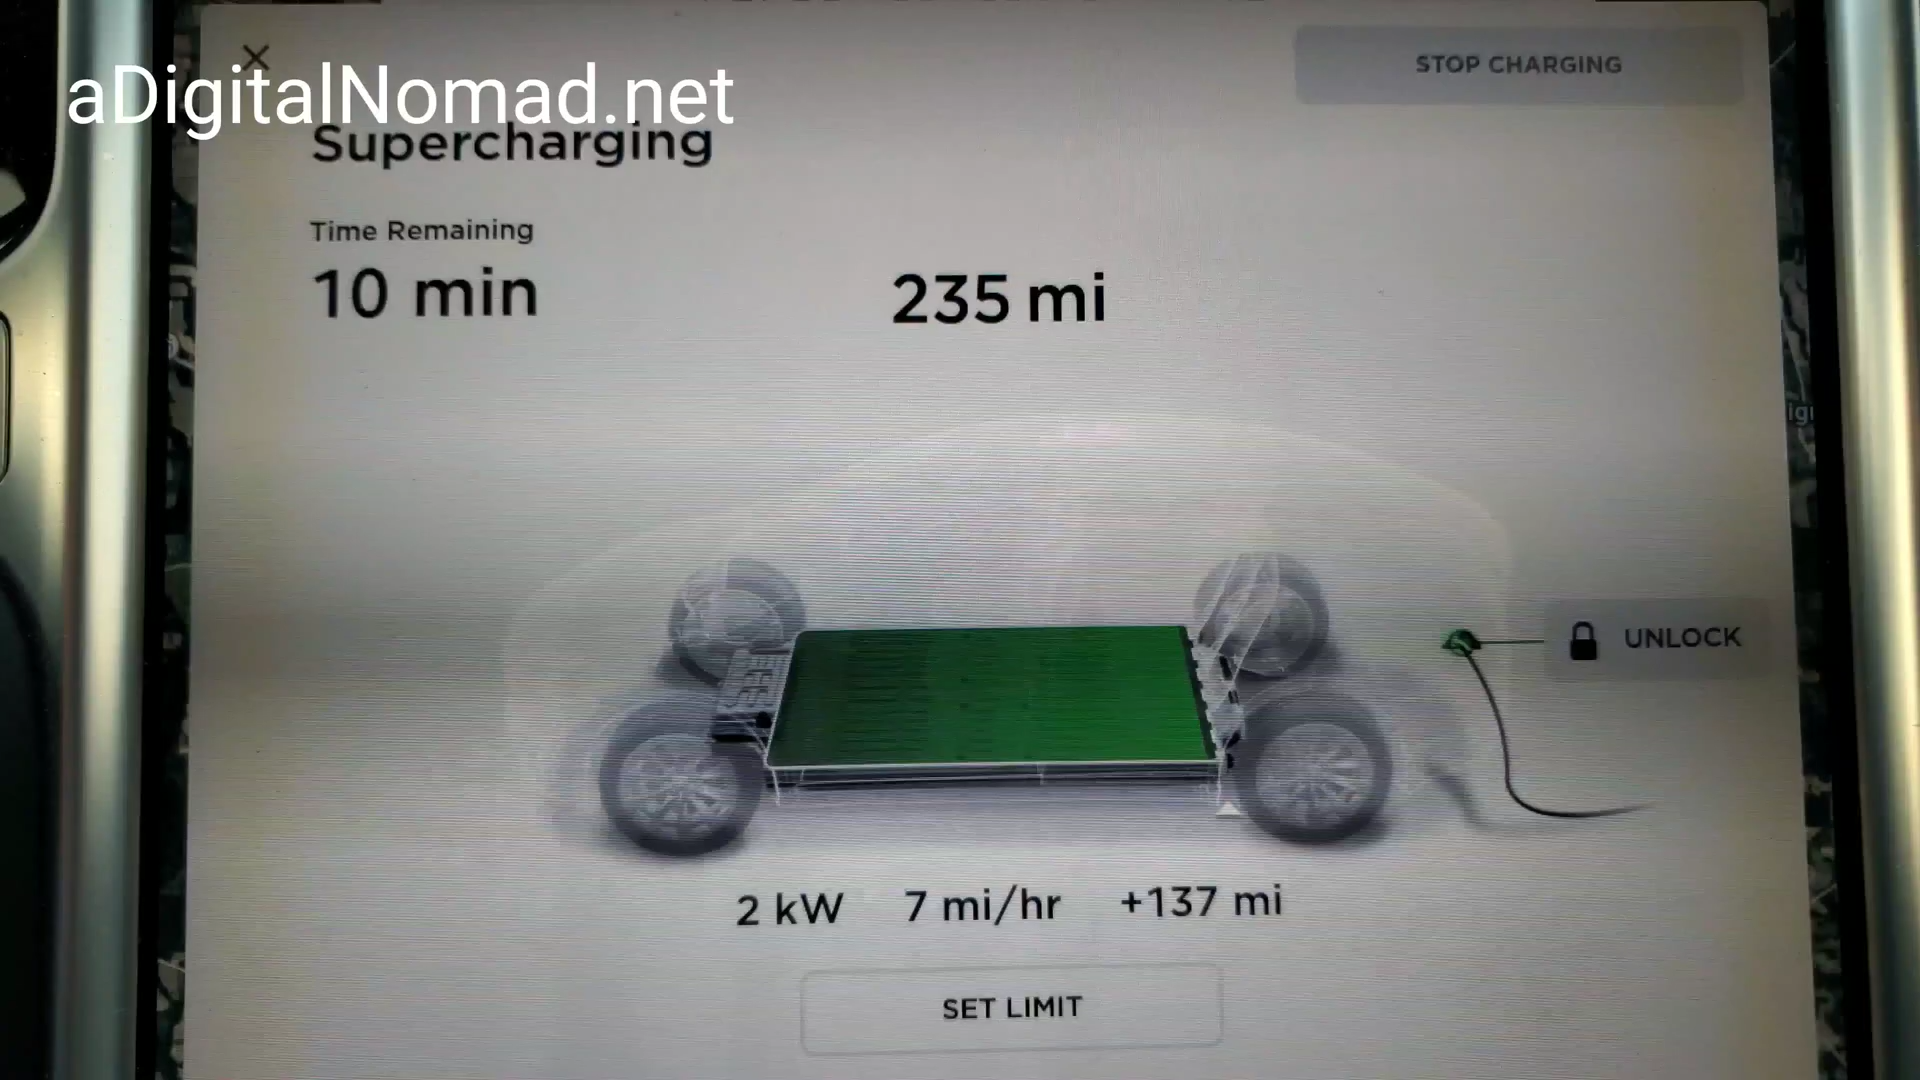 STOP CHARGING
aDigitalNomad.net
Supercharging
Time Remaining
10 min
235 mi
UNLOCK
2 kW 7 mi/hr +137 mi
SET LIMIT